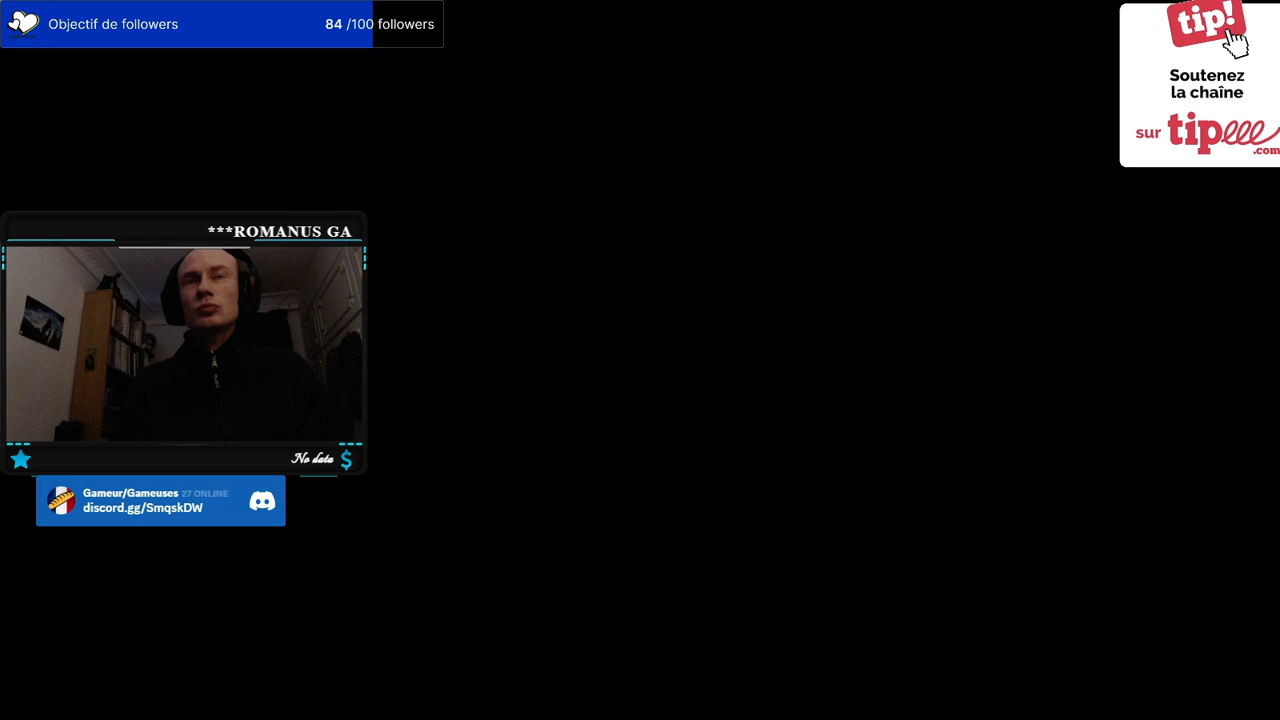 Objectif de followers 84 /100 followers
tip!
Soutenez
la chaîne
sur tipeee
.com
***ROMANUS GA
No data $
Gameur/Gameuses 27 ONLINE
discord.gg/SmqskDW